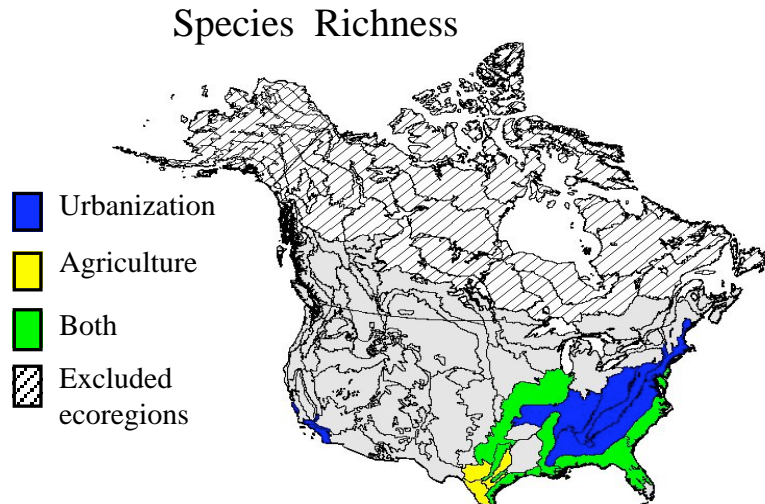 Species Richness
Urbanization
Agriculture
Both
Excluded
ecoregions